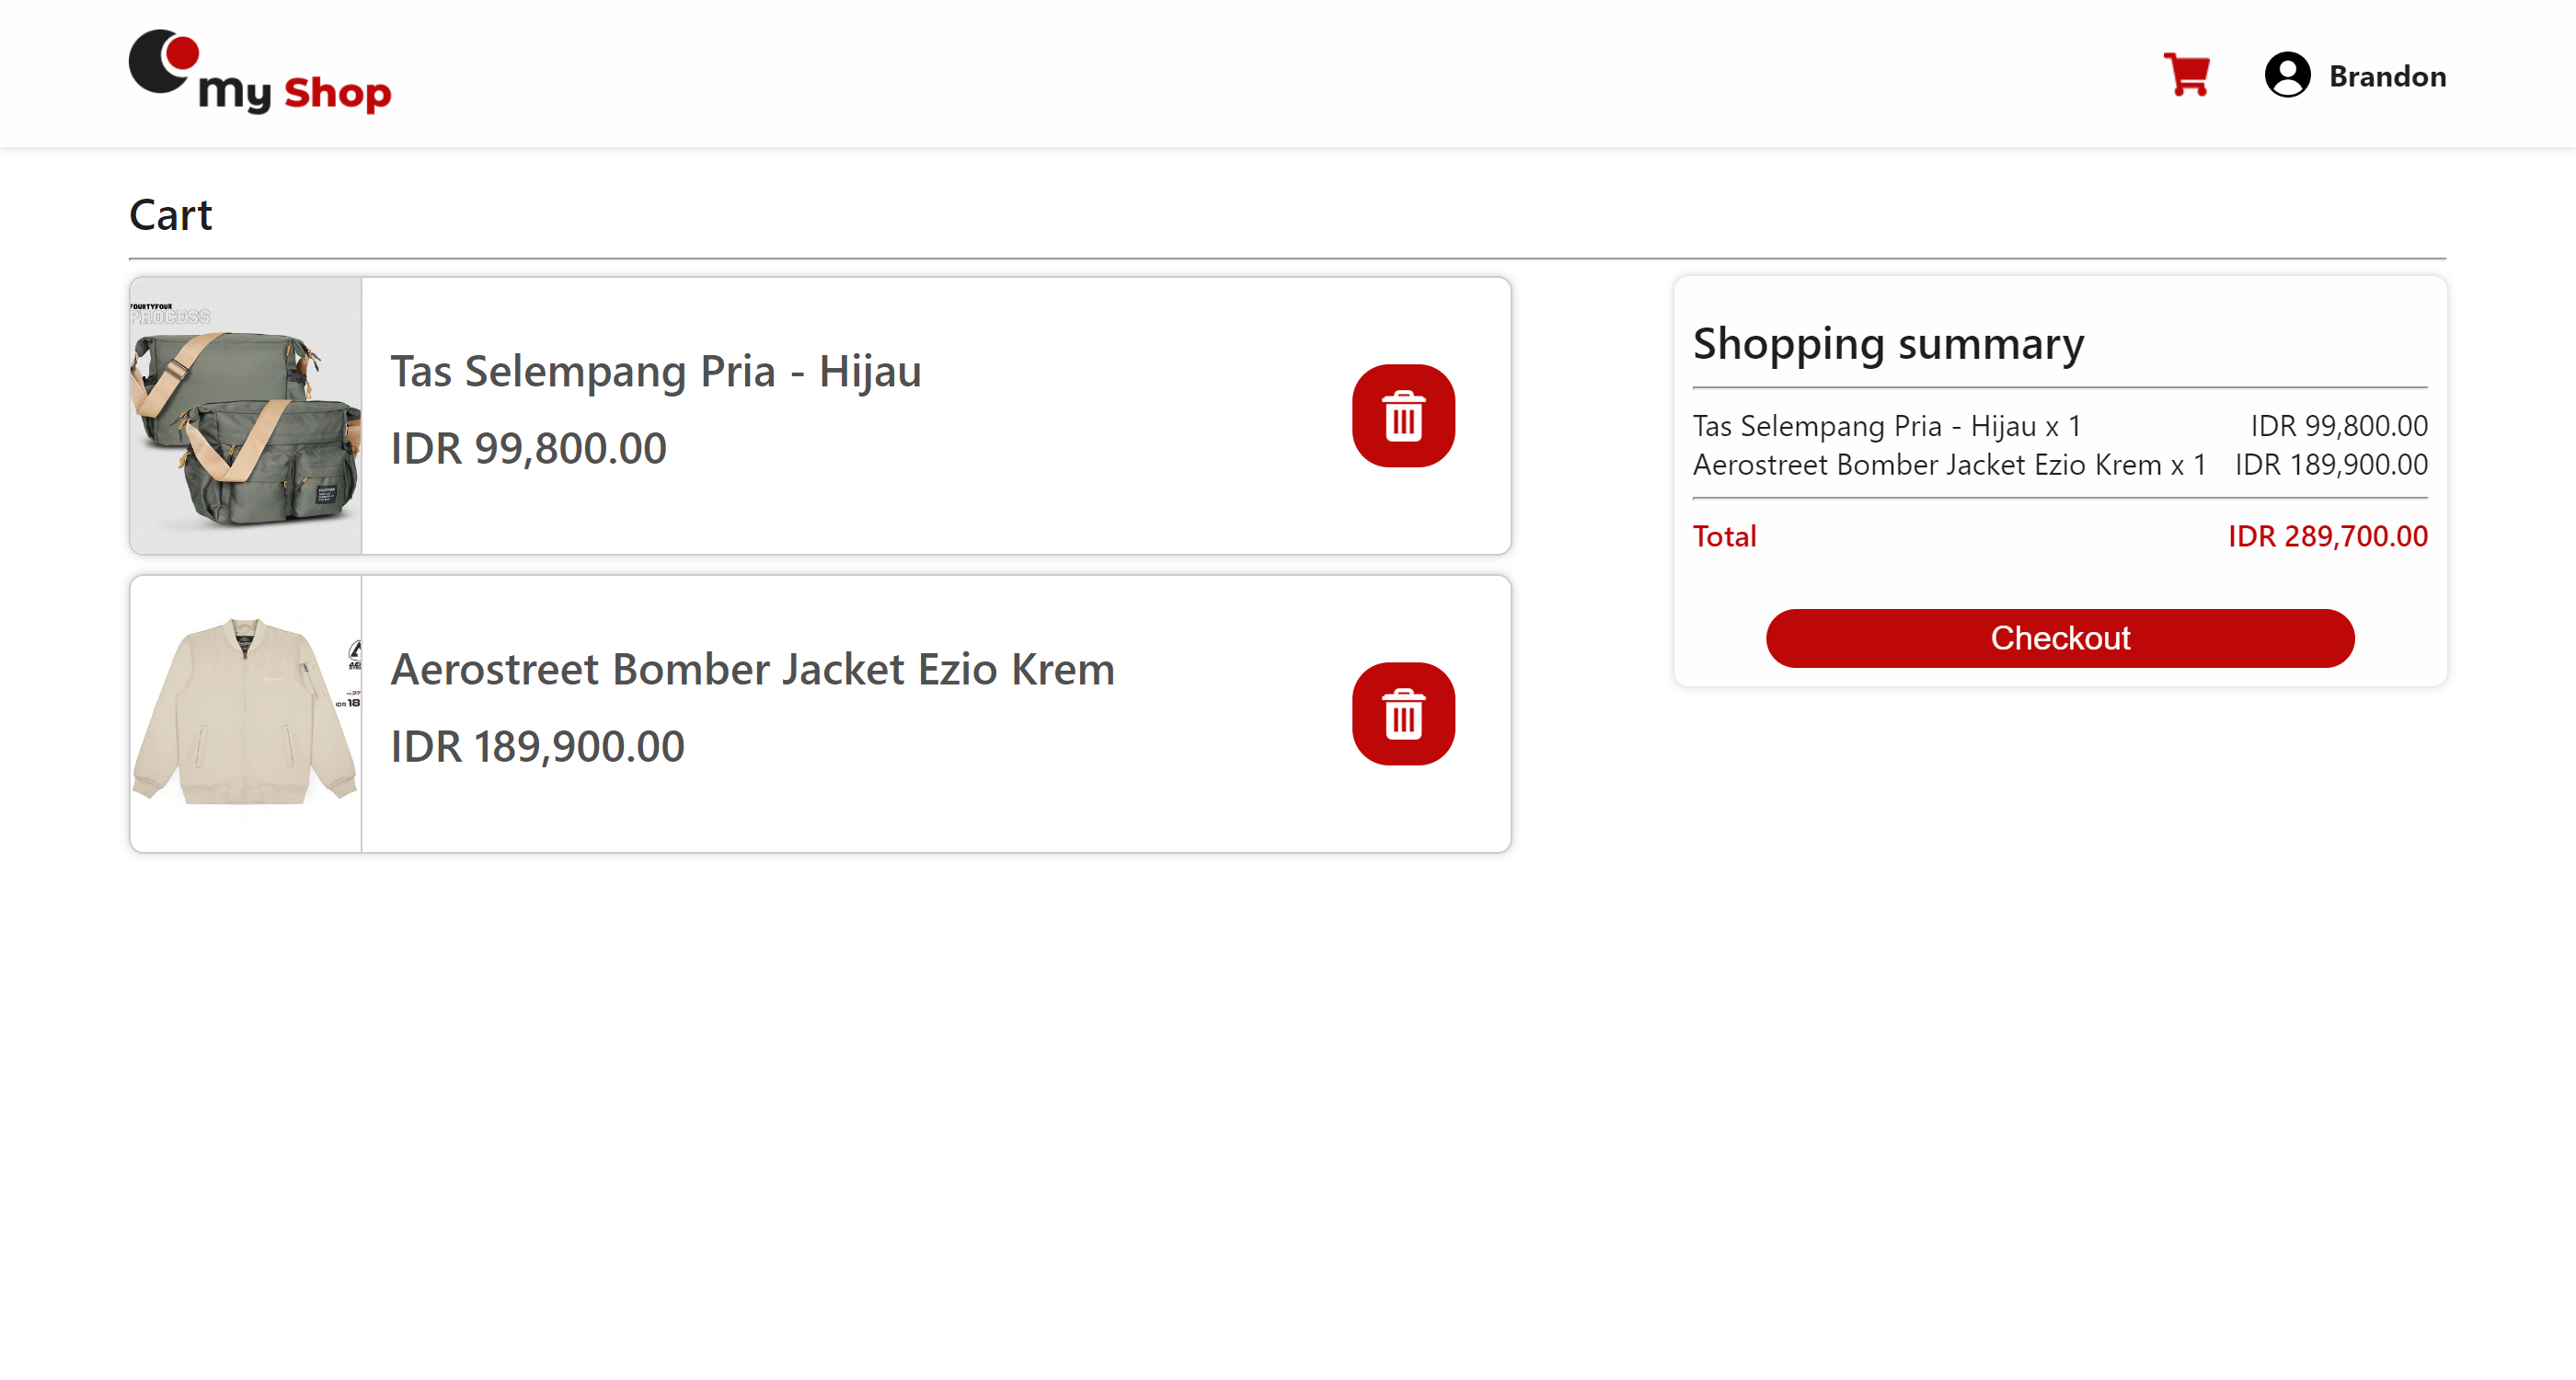 My Shop
Brandon
Cart
FOURTYFOUR
PROCESS
Tas Selempang Pria - Hijau
IDR 99,800.00
Aerostreet Bomber Jacket Ezio Krem
IDR 189,900.00
Shopping summary
Tas Selempang Pria - Hijau x 1 IDR 99,800.00
Aerostreet Bomber Jacket Ezio Krem x 1 IDR 189,900.00
Total IDR 289,700.00
Checkout